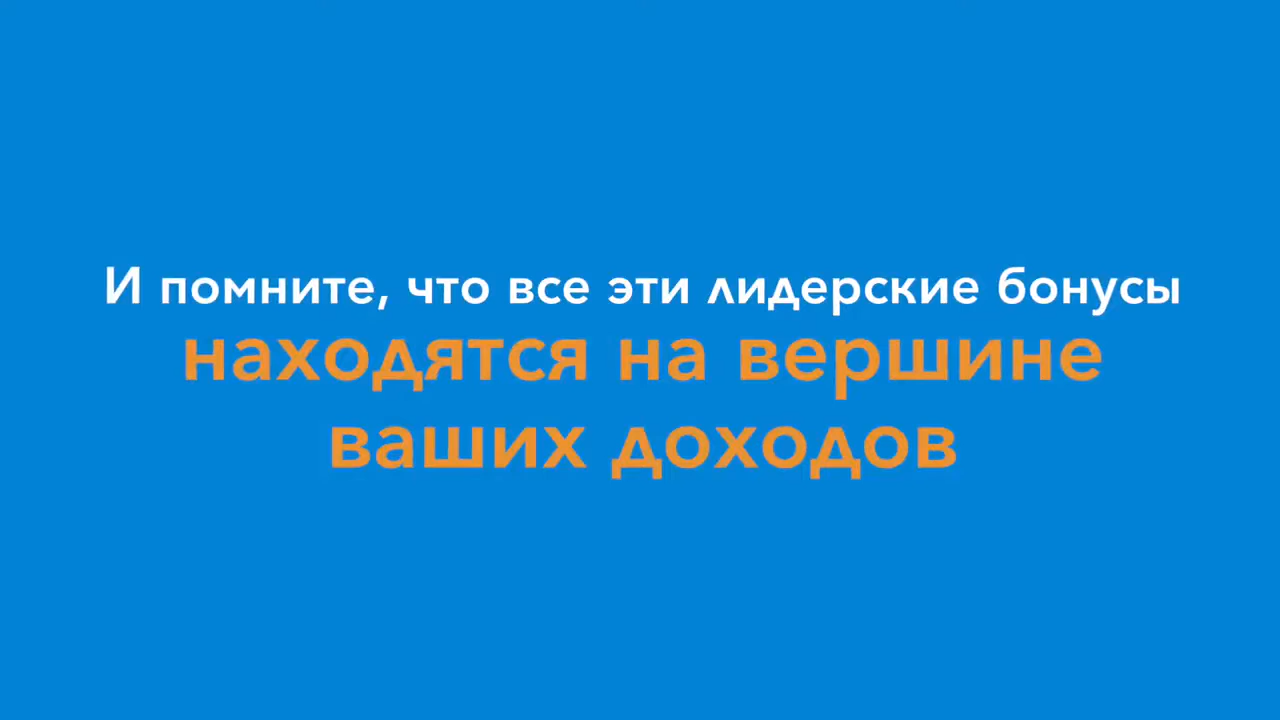 И помните, что все эти лидерские бонусы
находятся на вершине
ваших доходов